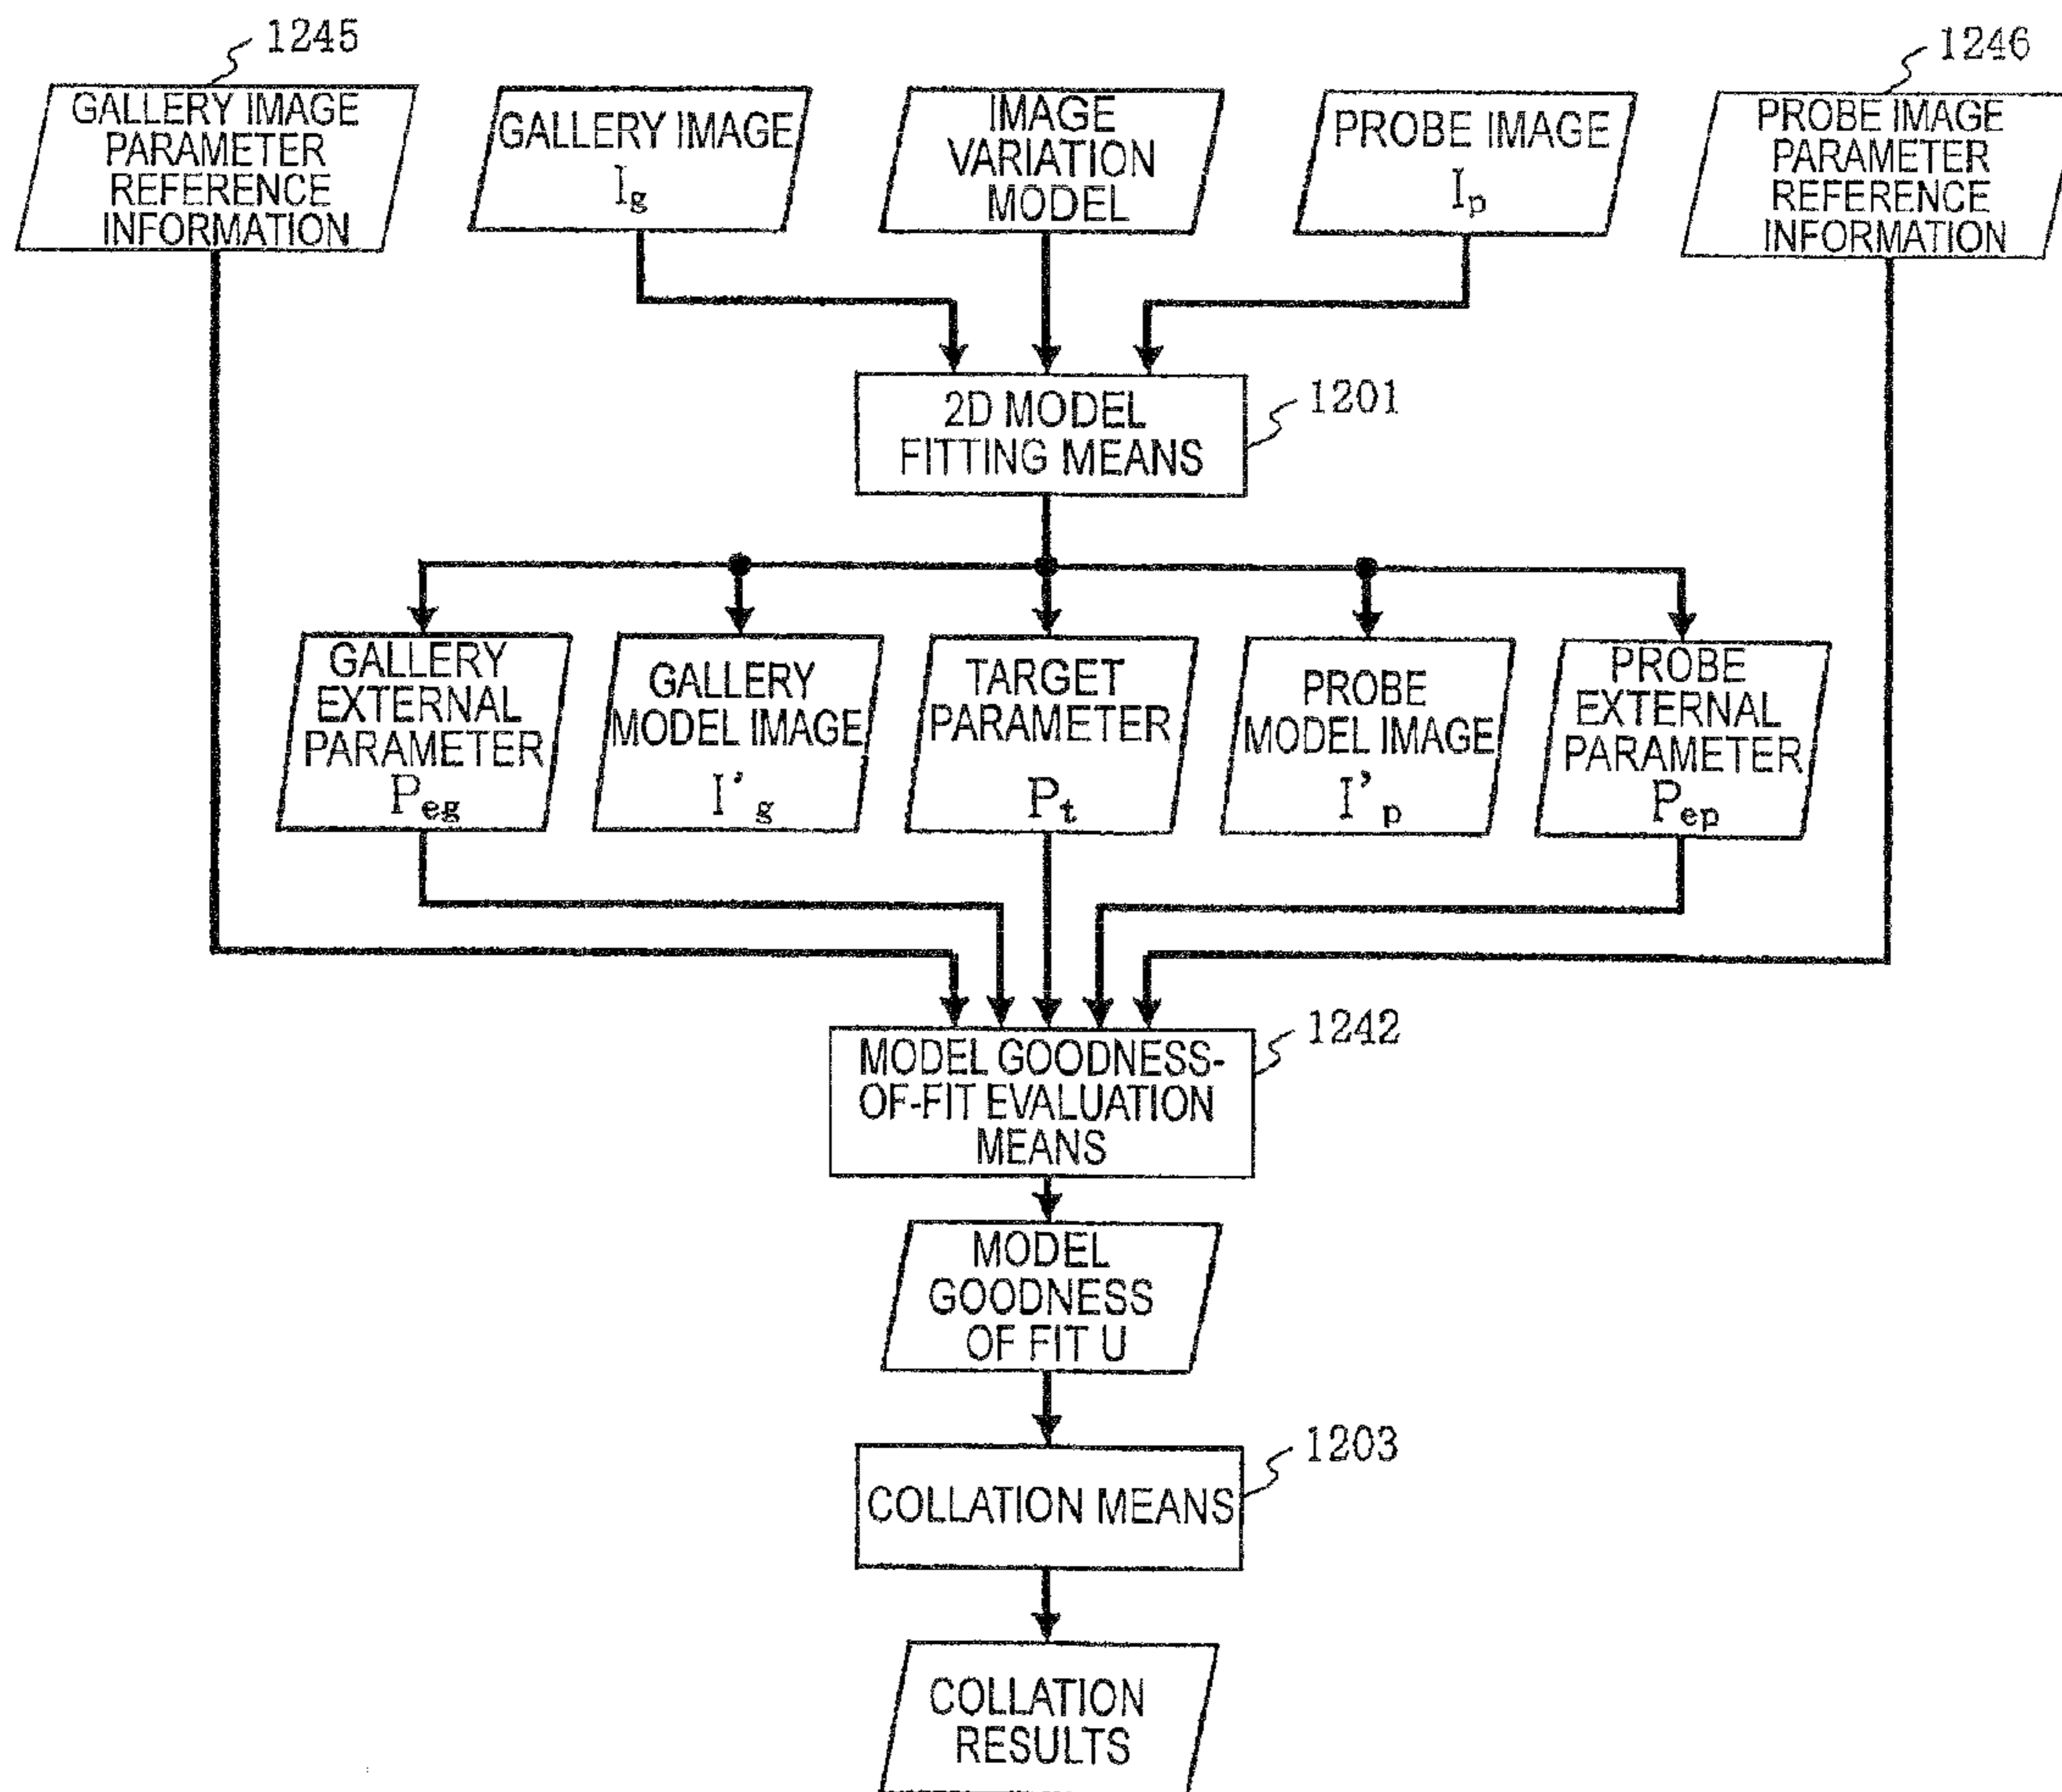 1245
1246
GALLERY IMAGE
PARAMETER
REFERENCE
INFORMATION
GALLERY IMAGE
Ig
IMAGE
VARIATION
MODEL
PROBE IMAGE
Ip
PROBE IMAGE
PARAMETER
REFERENCE
INFORMATION
2D MODEL
FITTING MEANS
1201
GALLERY
EXTERNAL
PARAMETER
Peg
GALLERY
MODEL IMAGE
I'g
TARGET
PARAMETER
Pt
PROBE
MODEL IMAGE
I'p
PROBE
EXTERNAL
PARAMETER
Pep
MODEL GOODNESS-
OF-FIT EVALUATION
MEANS
1242
MODEL
GOODNESS
OF FIT U
COLLATION MEANS
1203
COLLATION
RESULTS